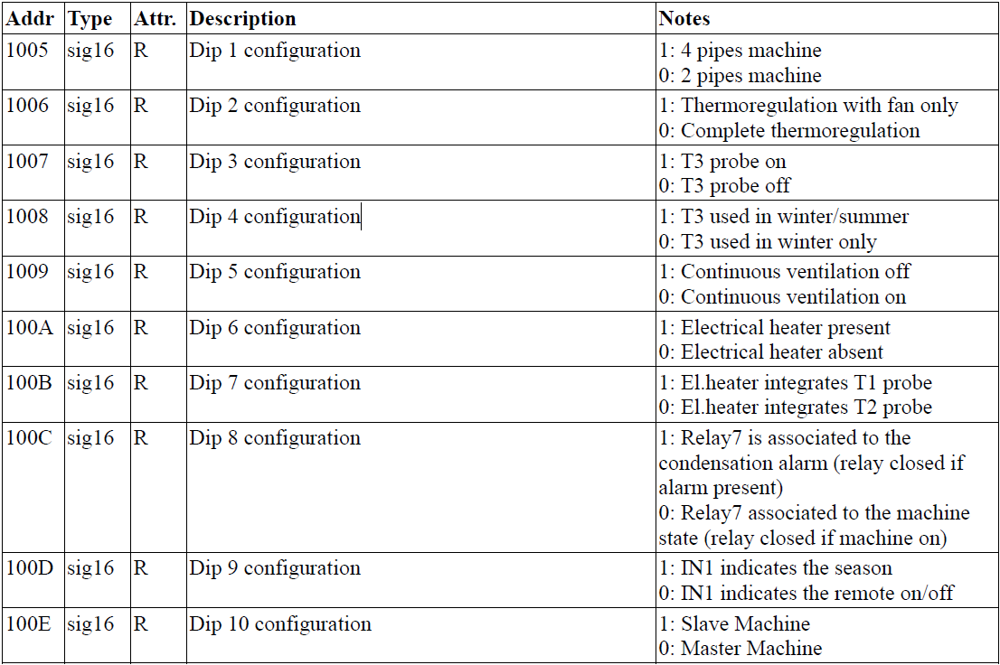 Addr Type Attr. Description Notes
1005 sig16 R Dip 1 configuration 1: 4 pipes machine
0: 2 pipes machine
1006 sig16 R Dip 2 configuration 1: Thermoregulation with fan only
0: Complete thermoregulation
1007 sig16 R Dip 3 configuration 1: T3 probe on
0: T3 probe off
1008 sig16 R Dip 4 configuration 1: T3 used in winter/summer
0: T3 used in winter only
1009 sig16 R Dip 5 configuration 1: Continuous ventilation off
0: Continuous ventilation on
100A sig16 R Dip 6 configuration 1: Electrical heater present
0: Electrical heater absent
100B sig16 R Dip 7 configuration 1: El.heater integrates T1 probe
0: El.heater integrates T2 probe
100C sig16 R Dip 8 configuration 1: Relay7 is associated to the
condensation alarm (relay closed if
alarm present)
0: Relay7 associated to the machine
state (relay closed if machine on)
100D sig16 R Dip 9 configuration 1: IN1 indicates the season
0: IN1 indicates the remote on/off
100E sig16 R Dip 10 configuration 1: Slave Machine
0: Master Machine